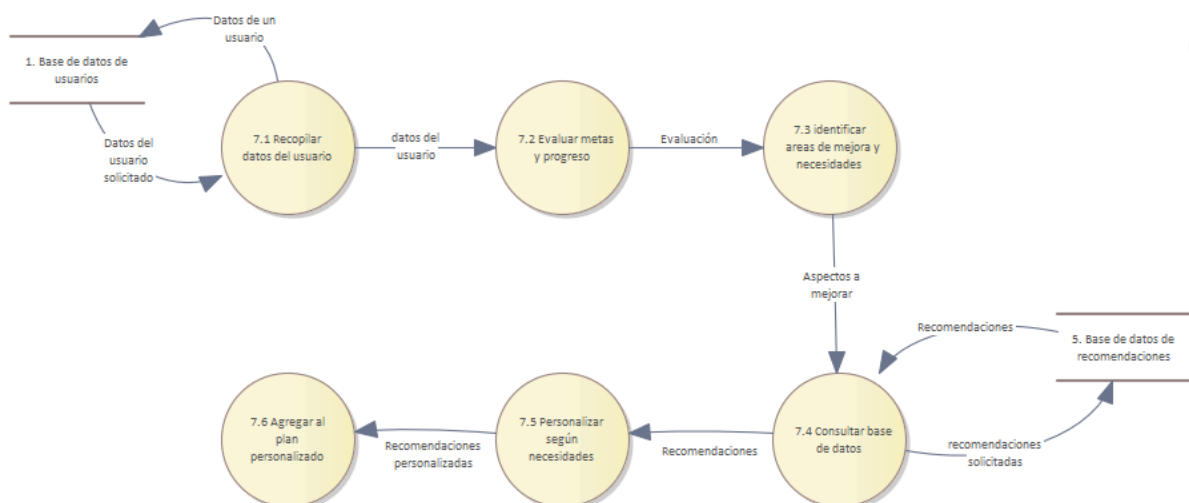 Datos de un
usuario
1. Base de datos de
usuarios
Datos del
usuario
solicitado
7.1 Recopilar
datos del usuario
datos del
usuario
7.2 Evaluar metas
y progreso
Evaluación
7.3 identificar
areas de mejora y
necesidades
Aspectos a
mejorar
Recomendaciones
5. Base de datos de
recomendaciones
7.6 Agregar al
plan
personalizado
Recomendaciones
personalizadas
7.5 Personalizar
según
necesidades
Recomendaciones
7.4 Consultar base
de datos
recomendaciones
solicitadas